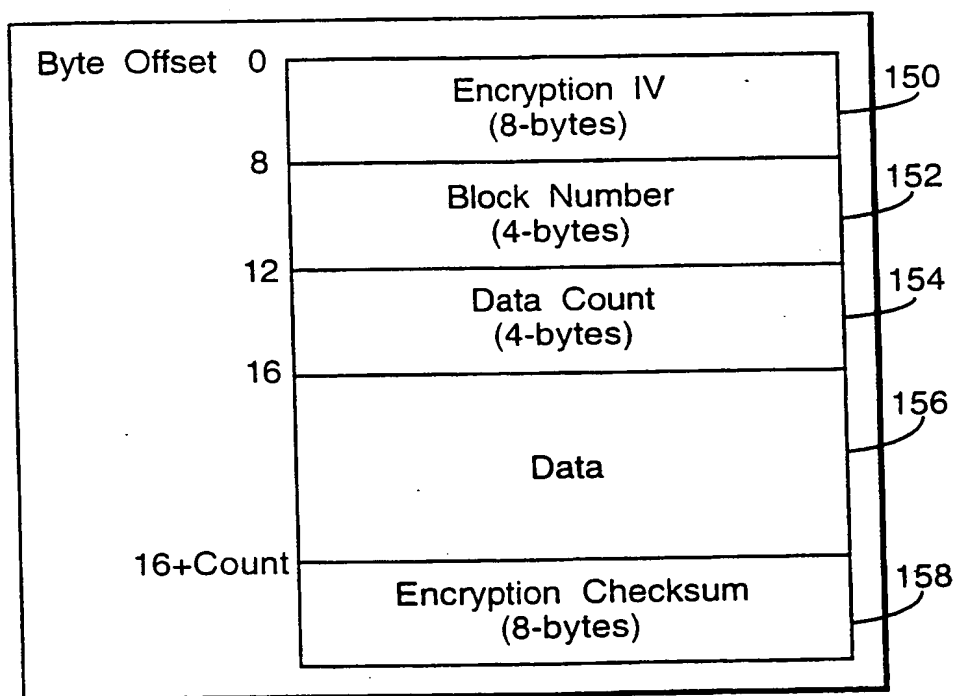 Byte Offset 0
Encryption IV
(8-bytes)
150
8
Block Number
(4-bytes)
152
12
Data Count
(4-bytes)
154
16
Data
156
16+Count
Encryption Checksum
(8-bytes)
158